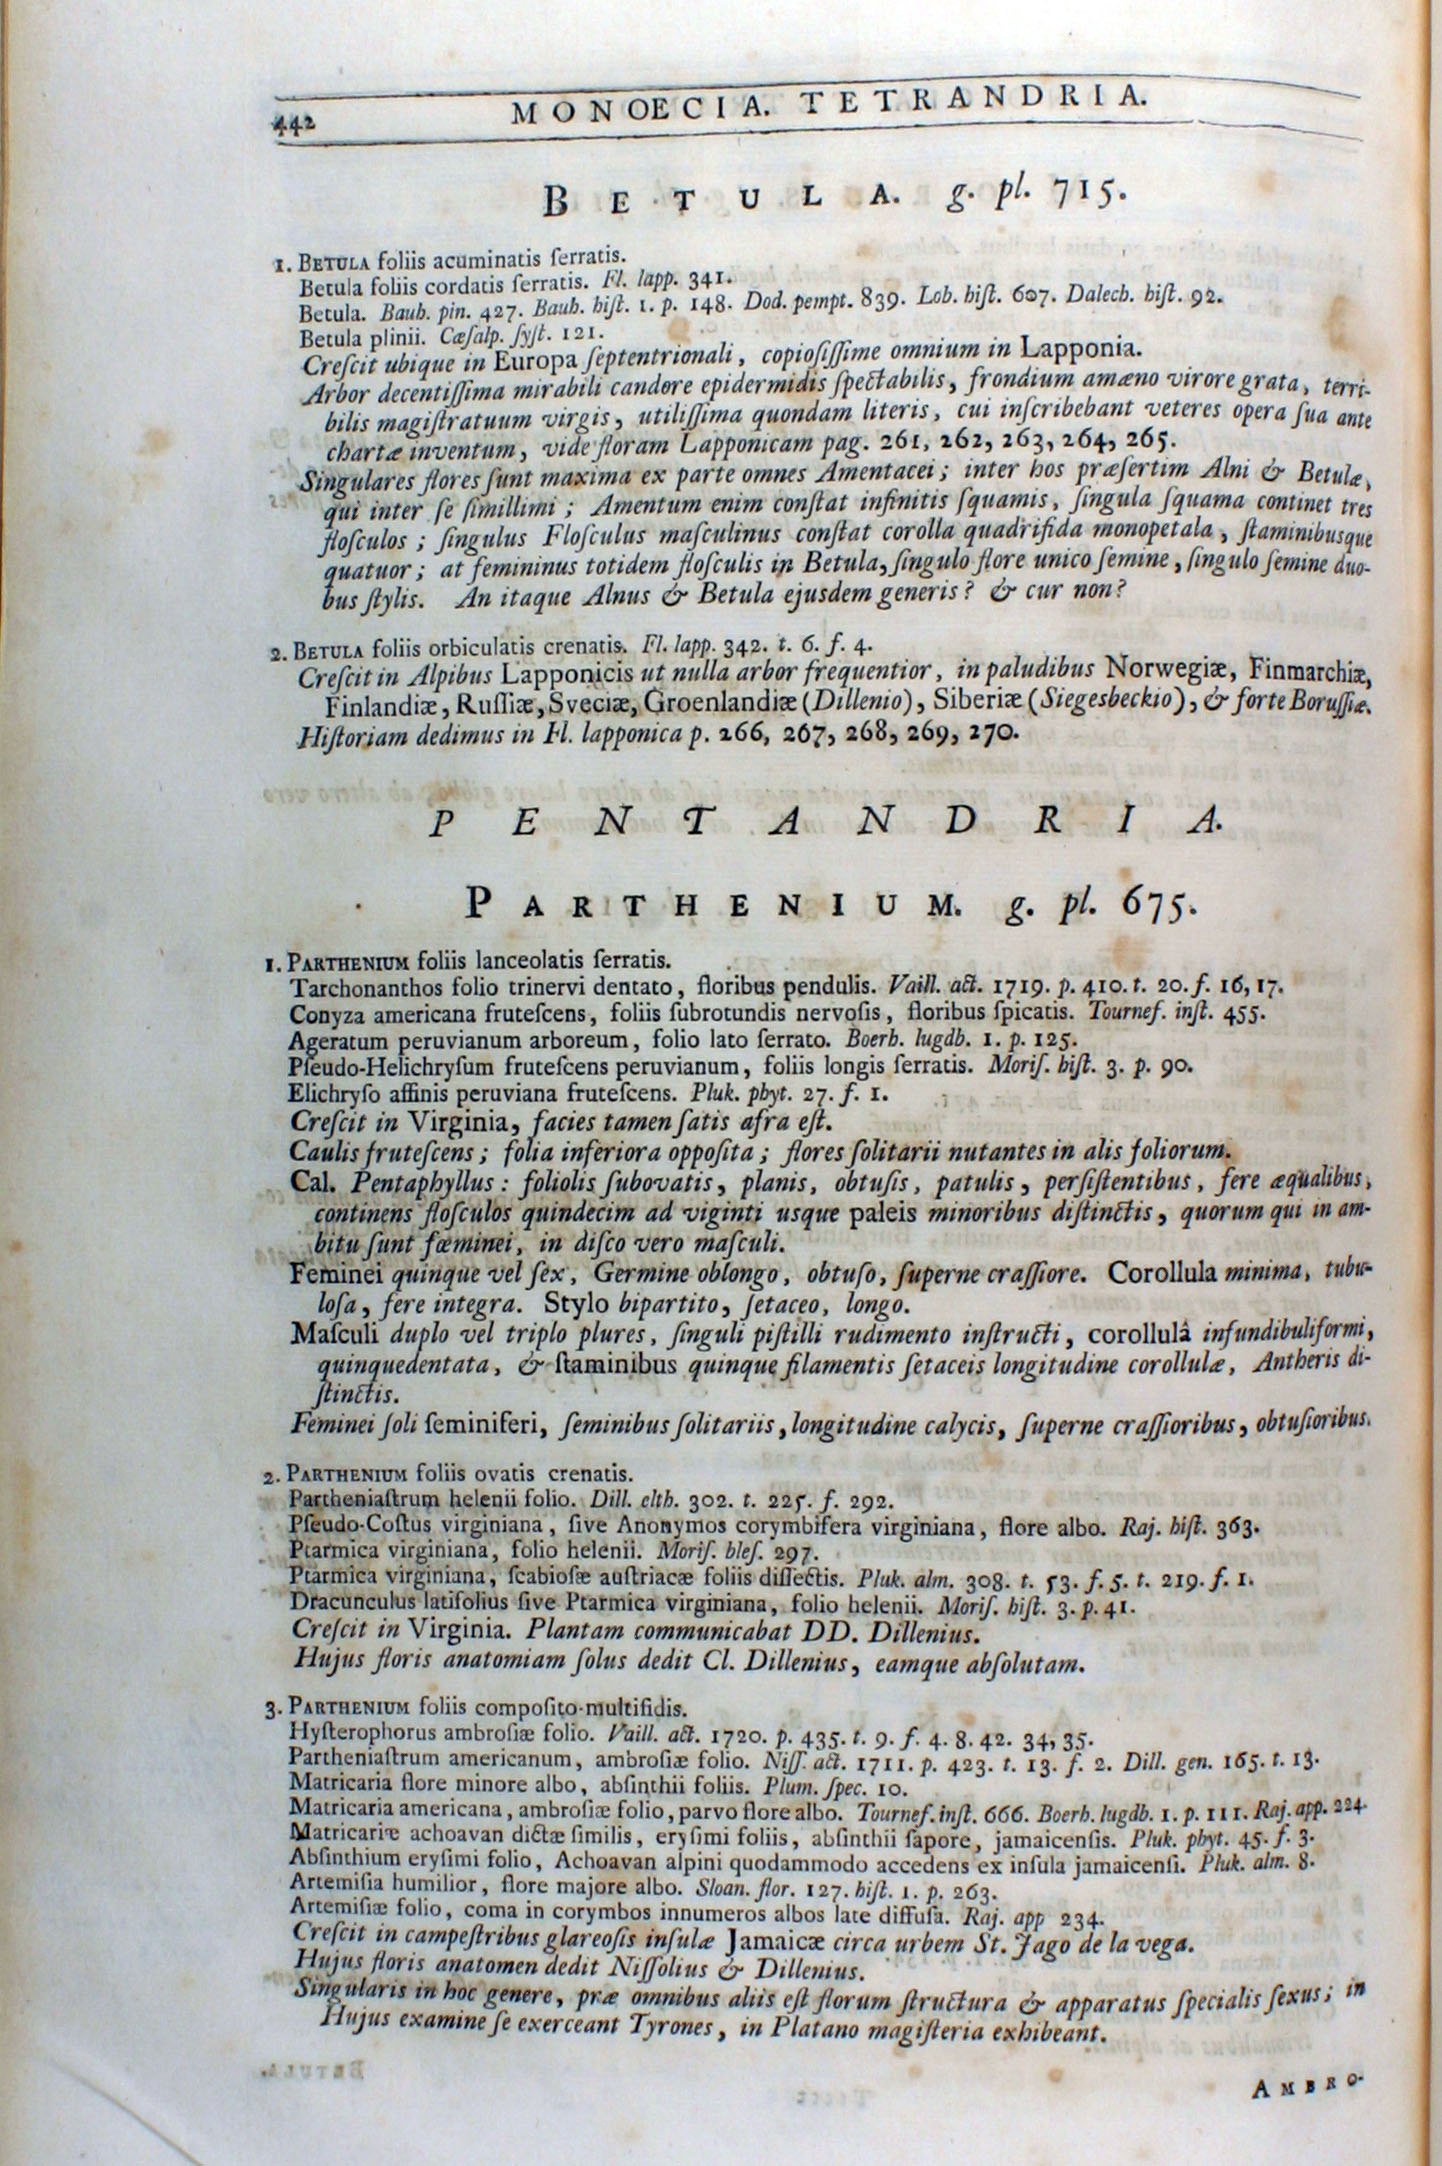 442 MONOECIA. TETRANDRIA.
BETULA. g. pl. 715.
1. BETULA foliis acuminatis ſerratis.
Betula foliis cordatis ſerratis. Fl. lapp. 341.
Betula. Bauh. pin. 427. Bauh. hiſt. 1. p. 148. Dod. pempt. 839. Lob. hiſt. 607. Dalech. hiſt. 92.
Betula plinii. Cæſalp. ſyſt. 121.
Creſcit ubique in Europa ſeptentrionali, copioſiſſime omnium in Lapponia.
Arbor decentiſſima mirabili candore epidermidis ſpectabilis, frondium amæno virore grata, terri-
bilis magiſtratuum virgis, utiliſſima quondam literis, cui inſcribebant veteres opera ſua ante
chartæ inventum, vide floram Lapponicam pag. 261, 262, 263, 264, 265.
Singulares flores ſunt maxima ex parte omnes Amentacei; inter hos præſertim Alni & Betulæ,
qui inter ſe ſimillimi; Amentum enim conſtat infinitis ſquamis, ſingula ſquama continet tres
floſculos; ſingulus Floſculus maſculinus conſtat corolla quadrifida monopetala, ſtaminibusque
quatuor; at femininus totidem floſculis in Betula, ſingulo flore unico ſemine, ſingulo ſemine duo-
bus ſtylis. An itaque Alnus & Betula ejusdem generis? & cur non?
2. BETULA foliis orbiculatis crenatis. Fl. lapp. 342. t. 6. f. 4.
Creſcit in Alpibus Lapponicis ut nulla arbor frequentior, in paludibus Norwegiæ, Finmarchiæ,
Finlandiæ, Ruſſiæ, Sveciæ, Groenlandiæ (Dillenio), Siberiæ (Siegesbeckio), & forte Boruſſiæ.
Hiſtoriam dedimus in Fl. lapponica p. 266, 267, 268, 269, 270.
PENTANDRIA.
PARTHENIUM. g. pl. 675.
1. PARTHENIUM foliis lanceolatis ſerratis.
Tarchonanthos folio trinervi dentato, floribus pendulis. Vaill. act. 1719. p. 410. t. 20. f. 16, 17.
Conyza americana fruteſcens, foliis ſubrotundis nervoſis, floribus ſpicatis. Tournef. inſt. 455.
Ageratum peruvianum arboreum, folio lato ſerrato. Boerh. lugdb. 1. p. 125.
Pſeudo-Helichryſum fruteſcens peruvianum, foliis longis ſerratis. Moriſ. hiſt. 3. p. 90.
Elichryſo affinis peruviana fruteſcens. Pluk. phyt. 27. f. 1.
Creſcit in Virginia, facies tamen ſatis afra eſt.
Caulis fruteſcens; folia inferiora oppoſita; flores ſolitarii nutantes in alis foliorum.
Cal. Pentaphyllus: foliolis ſubovatis, planis, obtuſis, patulis, perſiſtentibus, fere æqualibus,
continens floſculos quindecim ad viginti usque paleis minoribus diſtinctis, quorum qui in am-
bitu ſunt fœminei, in diſco vero maſculi.
Feminei quinque vel ſex, Germine oblongo, obtuſo, ſuperne craſſiore. Corollula minima, tubu-
loſa, fere integra. Stylo bipartito, ſetaceo, longo.
Maſculi duplo vel triplo plures, ſinguli piſtilli rudimento inſtructi, corollulâ infundibuliformi,
quinquedentata, & ſtaminibus quinque filamentis ſetaceis longitudine corollulæ, Antheris di-
ſtinctis.
Feminei ſoli ſeminiferi, ſeminibus ſolitariis, longitudine calycis, ſuperne craſſioribus, obtuſioribus.
2. PARTHENIUM foliis ovatis crenatis.
Partheniaſtrum helenii folio. Dill. elth. 302. t. 225. f. 292.
Pſeudo-Coſtus virginiana, ſive Anonymos corymbifera virginiana, flore albo. Raj. hiſt. 363.
Ptarmica virginiana, folio helenii. Moriſ. bleſ. 297.
Ptarmica virginiana, ſcabioſæ auſtriacæ foliis diſſectis. Pluk. alm. 308. t. 53. f. 5. t. 219. f. 1.
Dracunculus latifolius ſive Ptarmica virginiana, folio helenii. Moriſ. hiſt. 3. p. 41.
Creſcit in Virginia. Plantam communicabat DD. Dillenius.
Hujus floris anatomiam ſolus dedit Cl. Dillenius, eamque abſolutam.
3. PARTHENIUM foliis compoſito-multifidis.
Hyſterophorus ambroſiæ folio. Vaill. act. 1720. p. 435. t. 9. f. 4. 8. 42. 34, 35.
Partheniaſtrum americanum, ambroſiæ folio. Niſſ. act. 1711. p. 423. t. 13. f. 2. Dill. gen. 165. t. 13.
Matricaria flore minore albo, abſinthii foliis. Plum. ſpec. 10.
Matricaria americana, ambroſiæ folio, parvo flore albo. Tournef. inſt. 666. Boerh. lugdb. 1. p. 111. Raj. app. 224.
Matricariæ achoavan dictæ ſimilis, eryſimi foliis, abſinthii ſapore, jamaicenſis. Pluk. phyt. 45. f. 3.
Abſinthium eryſimi folio, Achoavan alpini quodammodo accedens ex inſula jamaicenſi. Pluk. alm. 8.
Artemiſia humilior, flore majore albo. Sloan. flor. 127. hiſt. 1. p. 263.
Artemiſiæ folio, coma in corymbos innumeros albos late diffuſa. Raj. app 234.
Creſcit in campeſtribus glareoſis inſulæ Jamaicæ circa urbem St. Jago de la vega.
Hujus floris anatomen dedit Niſſolius & Dillenius.
Singularis in hoc genere, præ omnibus aliis eſt florum ſtructura & apparatus ſpecialis ſexus; in
Hujus examine ſe exerceant Tyrones, in Platano magiſteria exhibeant.
AMBRO-